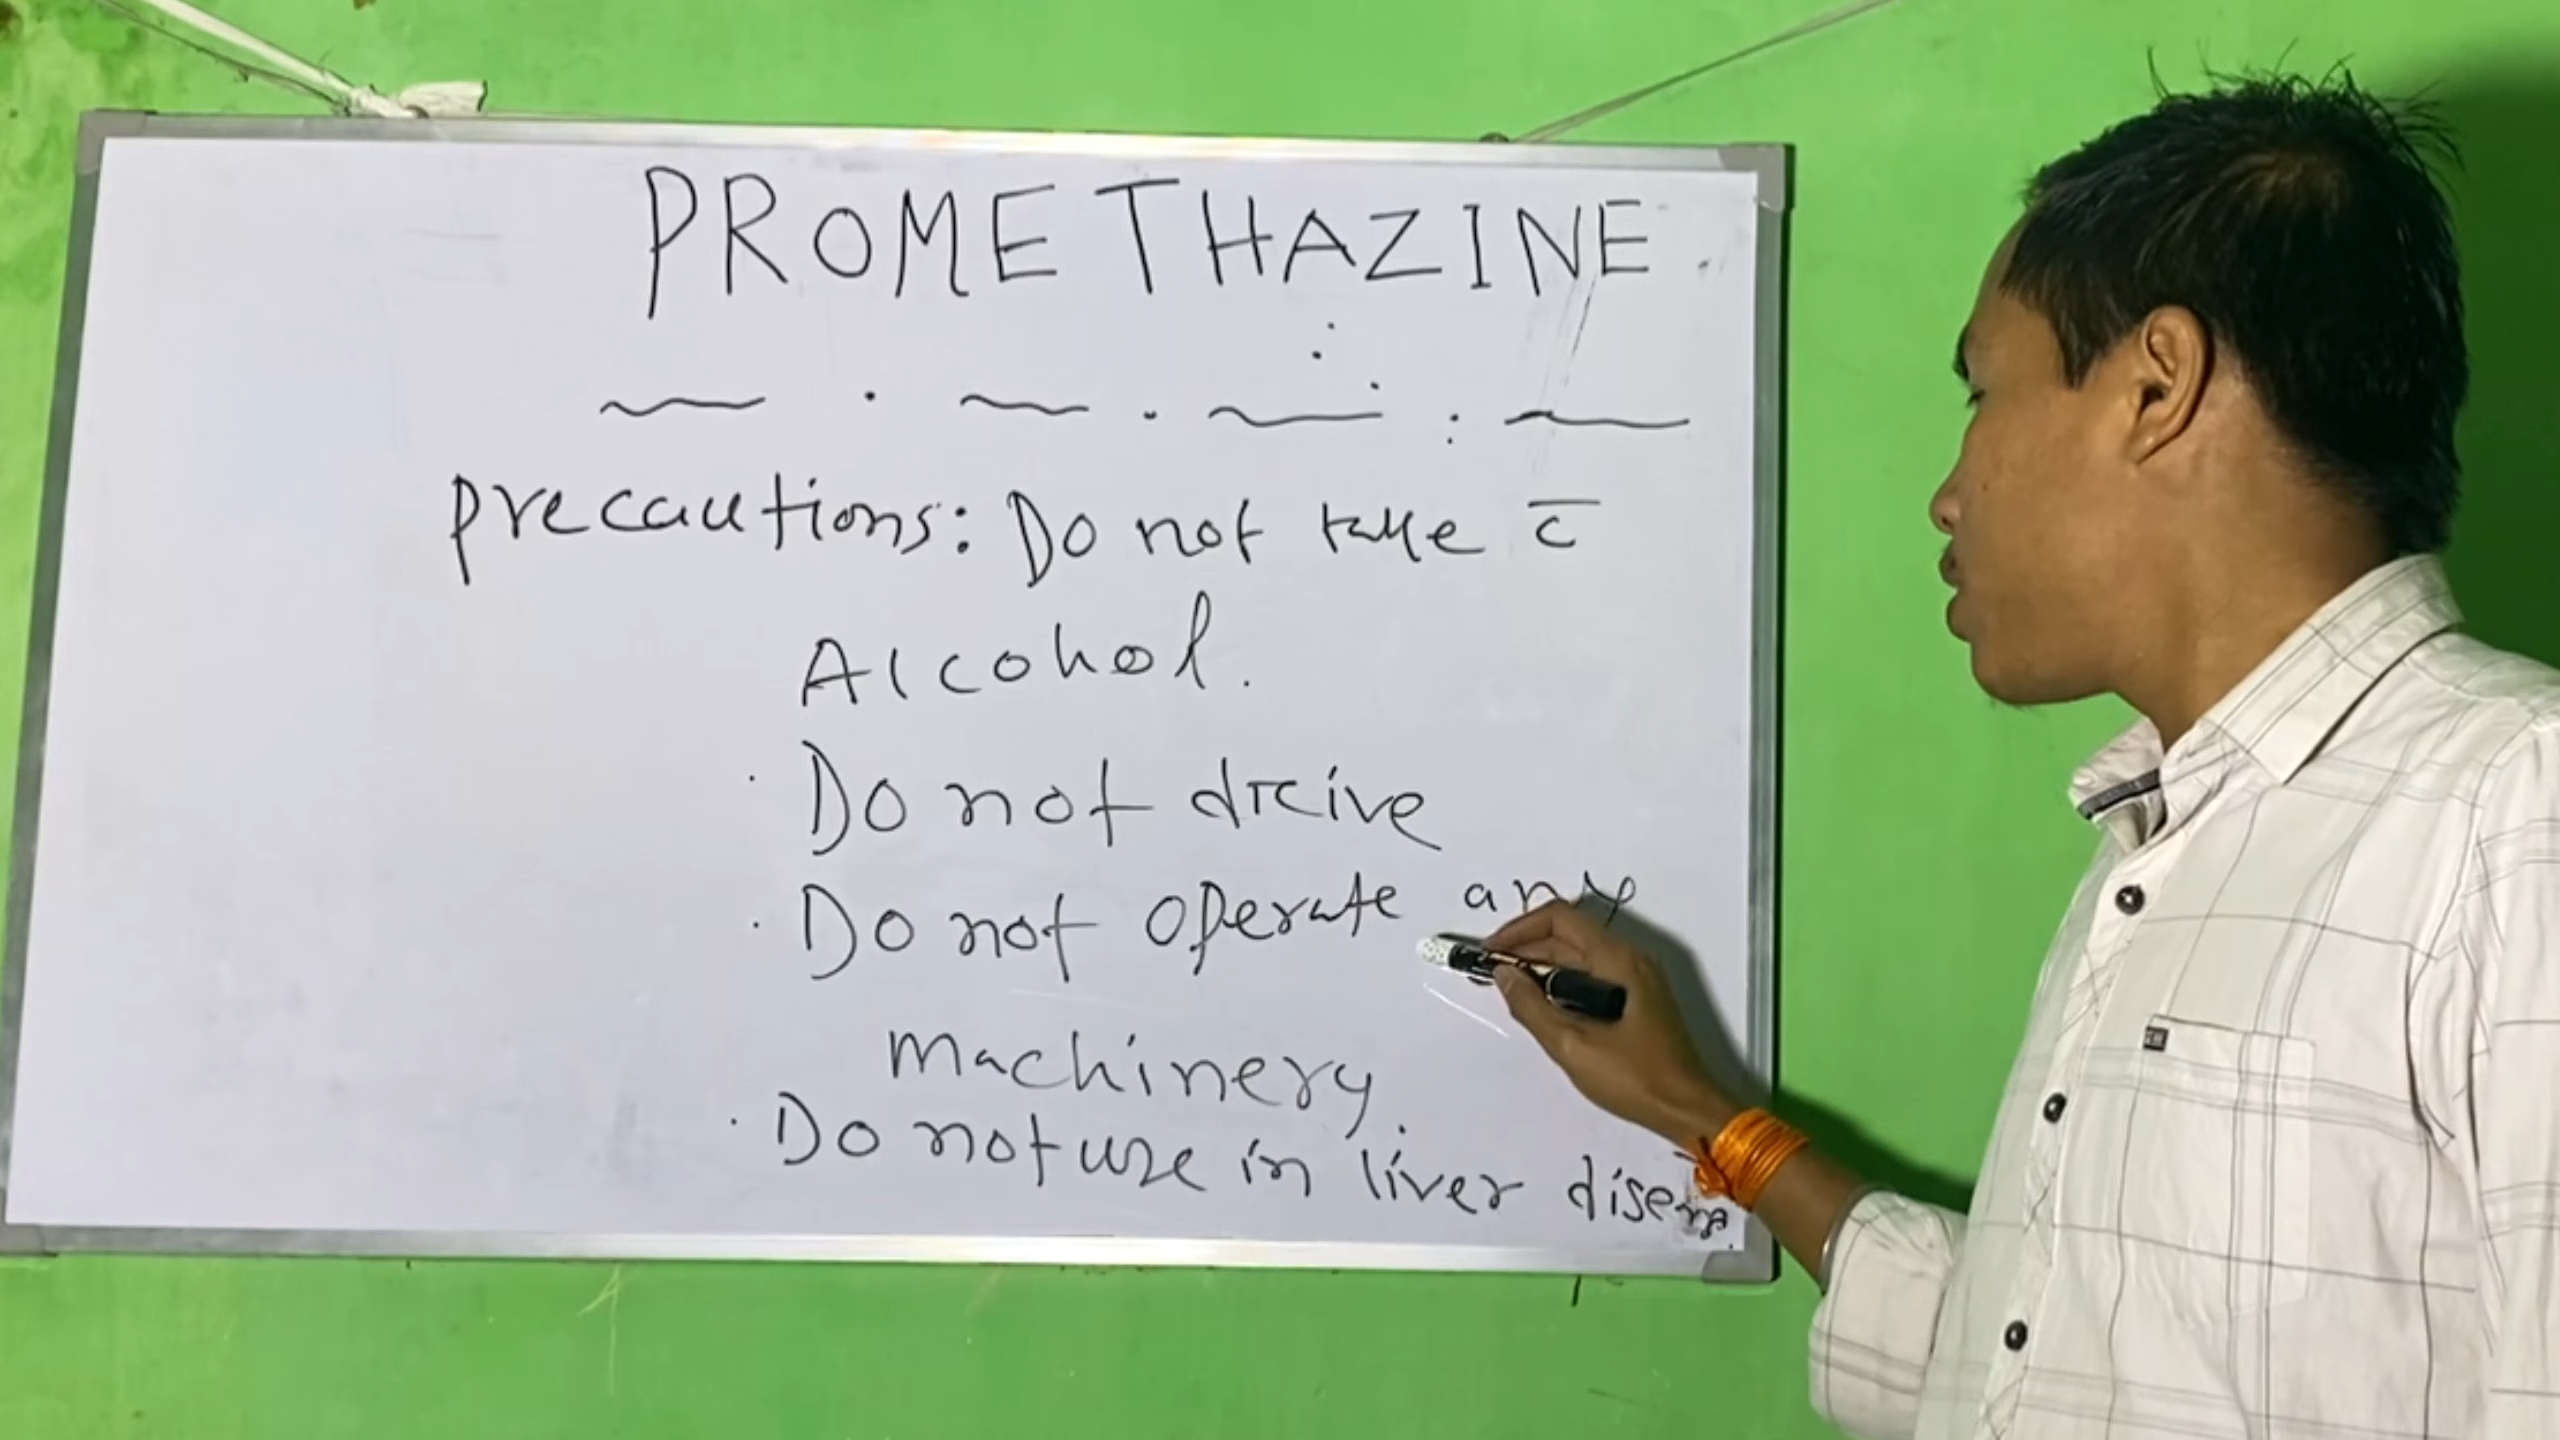 PROMETHAZINE
Precautions: Do not take c̅
Alcohol.
· Do not drive
· Do not operate any
machinery.
· Do not use in liver disease.